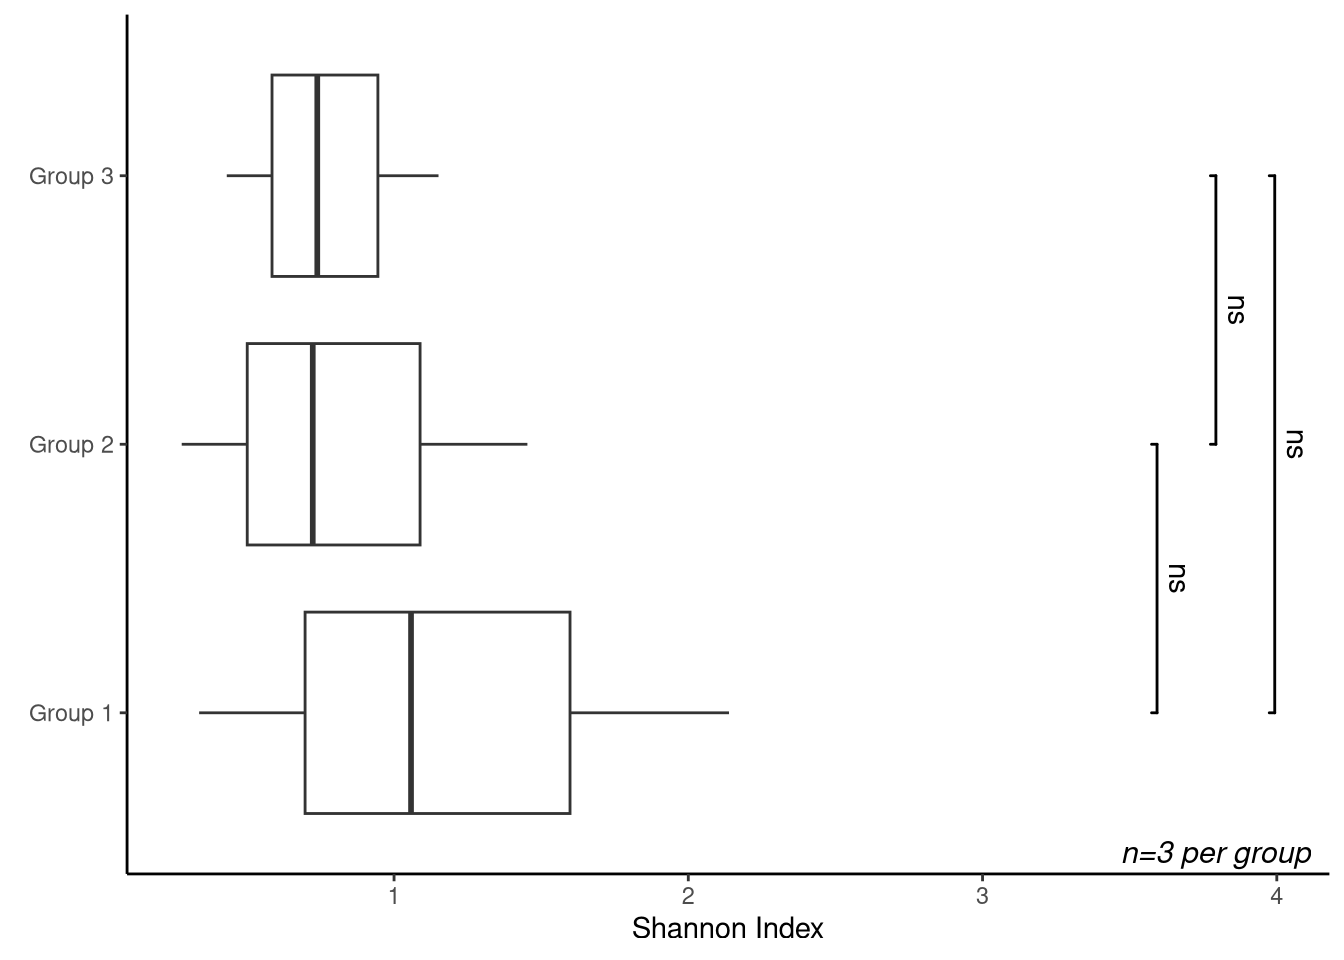 Group 3
ns
ns
Group 2
ns
Group 1
n=3 per group
1 2 3 4
Shannon Index